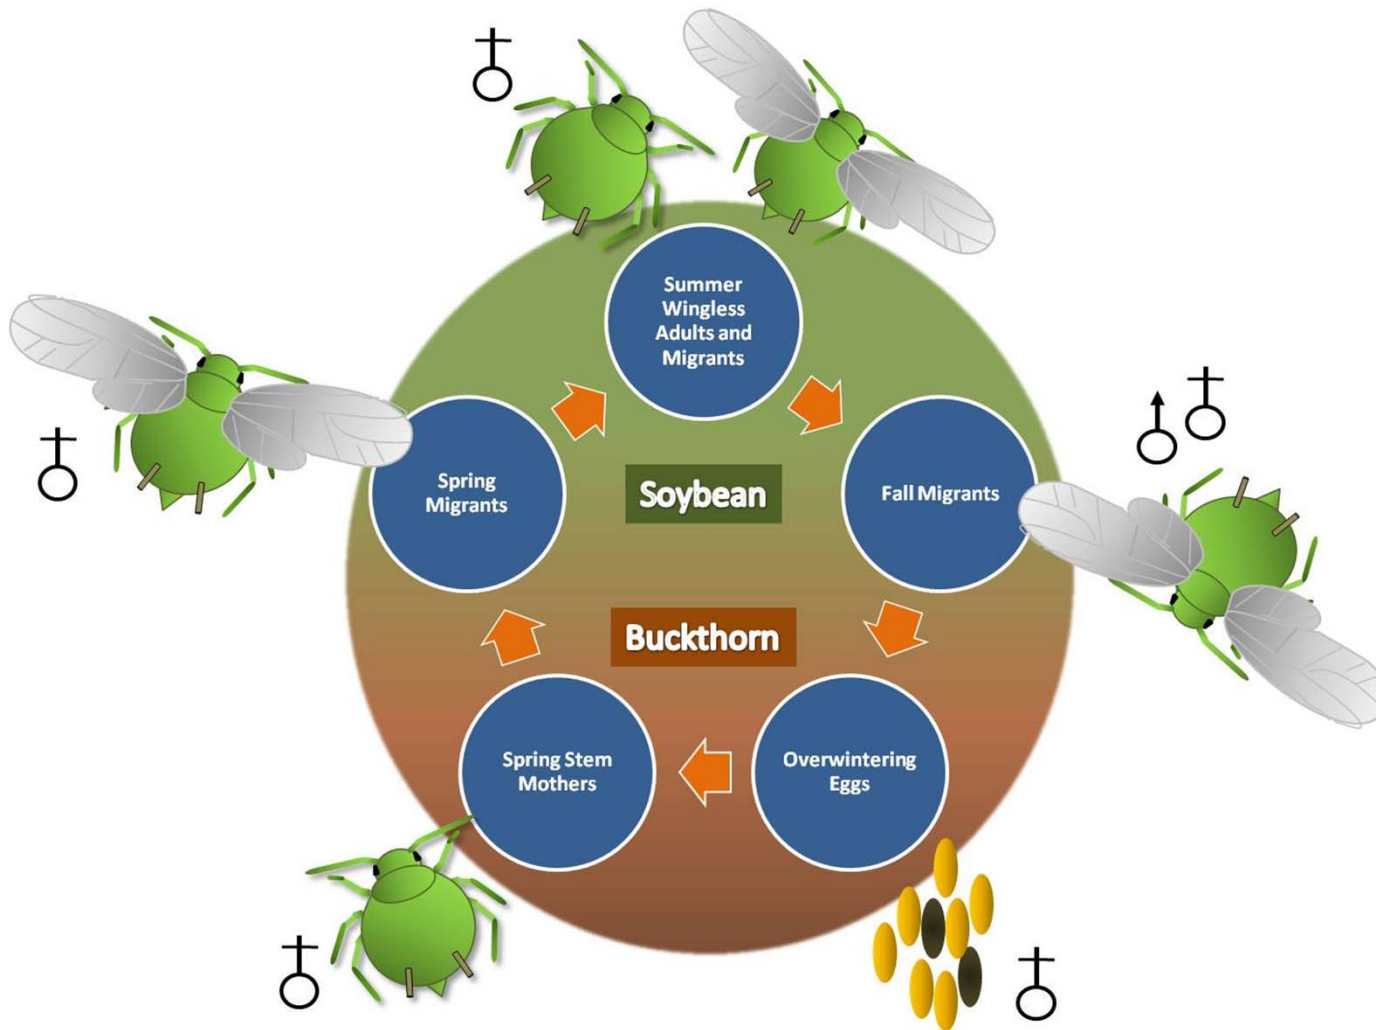 Summer
Wingless
Adults and
Migrants
Spring
Migrants
Soybean
Fall Migrants
Buckthorn
Spring Stem
Mothers
Overwintering
Eggs